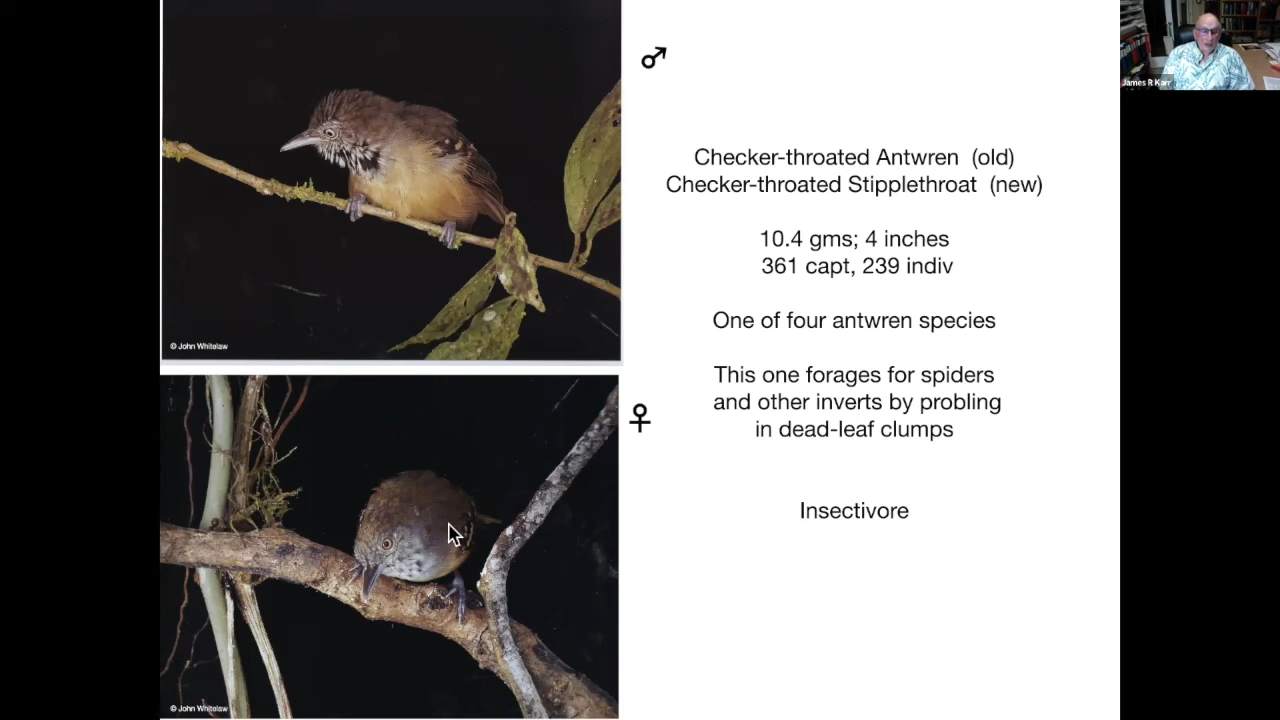 ♂
James R Karr
Checker-throated Antwren (old)
Checker-throated Stipplethroat (new)
10.4 gms; 4 inches
361 capt, 239 indiv
One of four antwren species
© John Whitelaw
This one forages for spiders
and other inverts by probling
in dead-leaf clumps
♀
Insectivore
© John Whitelaw